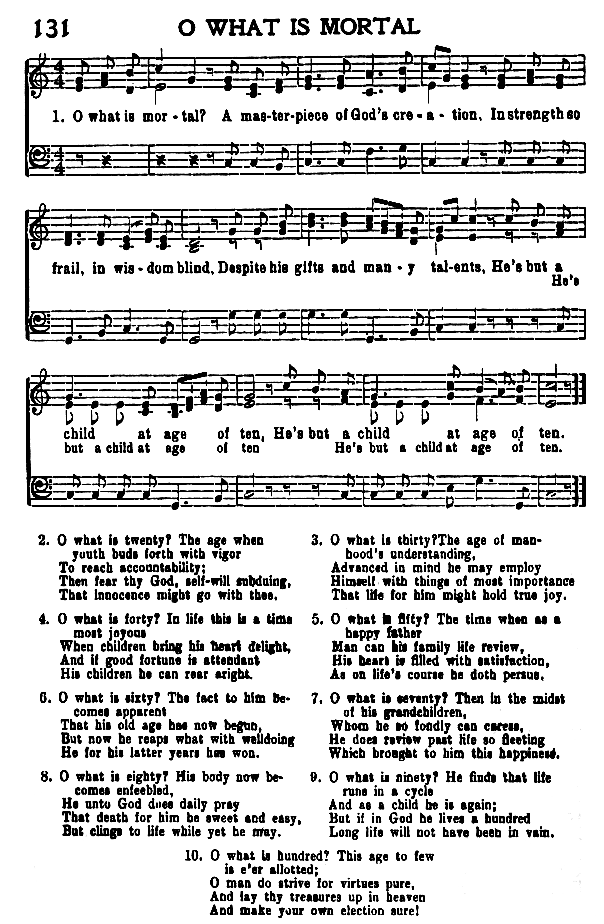 131 O WHAT IS MORTAL
1. O what is mor - tal? A mas-ter-piece of God's cre - a - tion, In strength so
frail, in wis - dom blind, Despite his gifts and man - y tal-ents, He's but a
He's
child at age of ten, He's but a child at age of ten.
but a child at age of ten He's but a child at age of ten.
2. O what is twenty? The age when
youth buds forth with vigor
To reach accountability;
Then fear thy God, self-will subduing,
That innocence might go with thee.
3. O what is thirty?The age of man-
hood's understanding,
Advanced in mind he may employ
Himself with things of most importance
That life for him might hold true joy.
4. O what is forty? In life this is a time
most joyous
When children bring his heart delight,
And if good fortune is attendant
His children he can rear aright.
5. O what is fifty? The time when as a
happy father
Man can his family life review,
His heart is filled with satisfaction,
As on life's course he doth persue.
6. O what is sixty? The fact to him be-
comes apparent
That his old age has now begun,
But now he reaps what with welldoing
He for his latter years has won.
7. O what is seventy? Then in the midst
of his grandchildren,
Whom he so fondly can caress,
He does review past life so fleeting
Which brought to him this happiness.
8. O what is eighty? His body now be-
comes enfeebled,
He unto God does daily pray
That death for him be sweet and easy,
But clings to life while yet he may.
9. O what is ninety? He finds that life
runs in a cycle
And as a child he is again;
But if in God he lives a hundred
Long life will not have been in vain.
10. O what is hundred? This age to few
is e'er allotted;
O man do strive for virtues pure,
And lay thy treasures up in heaven
And make your own election sure!